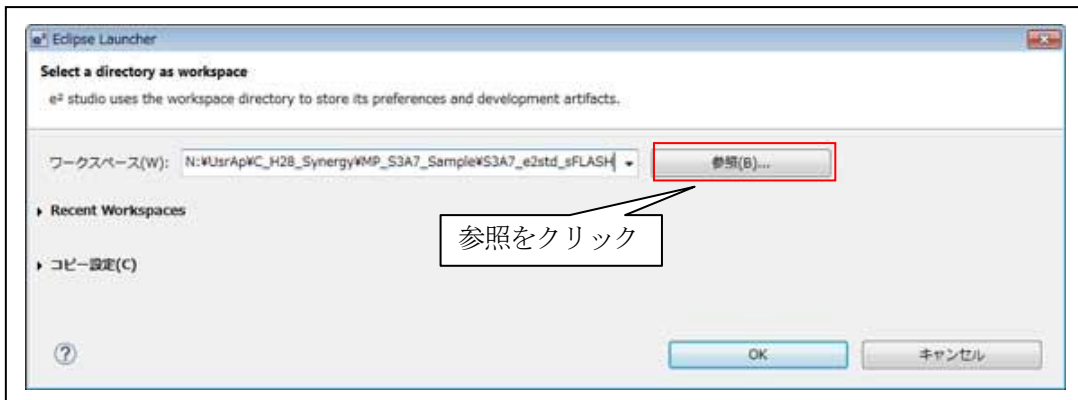 e² Eclipse Launcher
Select a directory as workspace
e² studio uses the workspace directory to store its preferences and development artifacts.
ワークスペース(W): N:¥UsrAp¥C_H28_Synergy¥MP_S3A7_Sample¥S3A7_e2std_sFLASH 参照(B)...
Recent Workspaces
参照をクリック
コピー設定(C)
? OK キャンセル